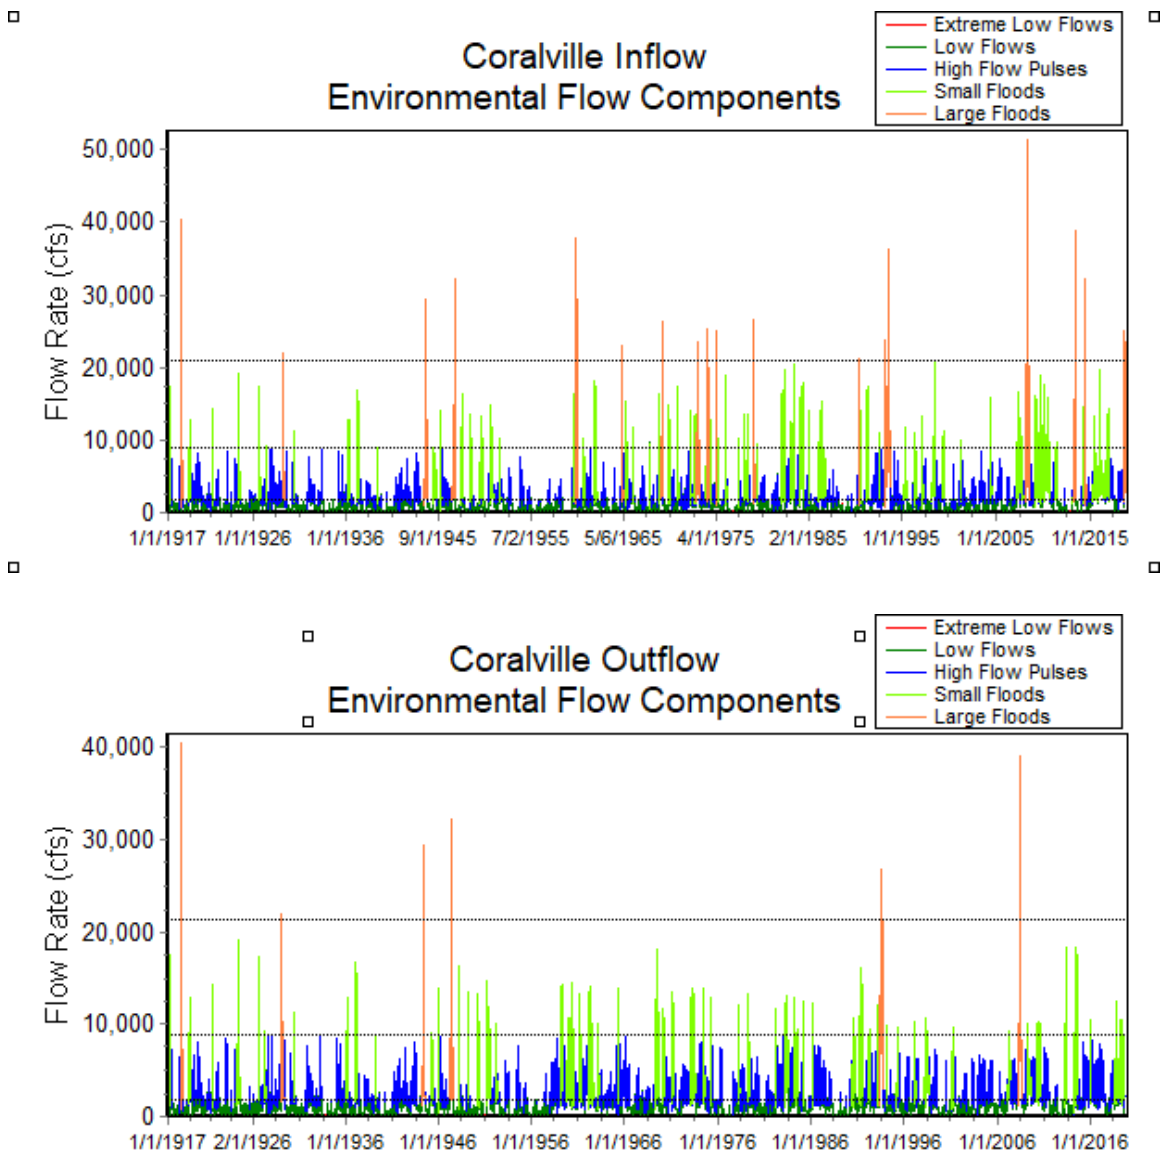 Coralville Inflow
Environmental Flow Components
Extreme Low Flows
Low Flows
High Flow Pulses
Small Floods
Large Floods
Flow Rate (cfs)
50,000
40,000
30,000
20,000
10,000
0
1/1/1917 1/1/1926 1/1/1936 9/1/1945 7/2/1955 5/6/1965 4/1/1975 2/1/1985 1/1/1995 1/1/2005 1/1/2015
Coralville Outflow
Environmental Flow Components
Extreme Low Flows
Low Flows
High Flow Pulses
Small Floods
Large Floods
Flow Rate (cfs)
40,000
30,000
20,000
10,000
0
1/1/1917 2/1/1926 1/1/1936 1/1/1946 1/1/1956 1/1/1966 1/1/1976 1/1/1986 1/1/1996 1/1/2006 1/1/2016